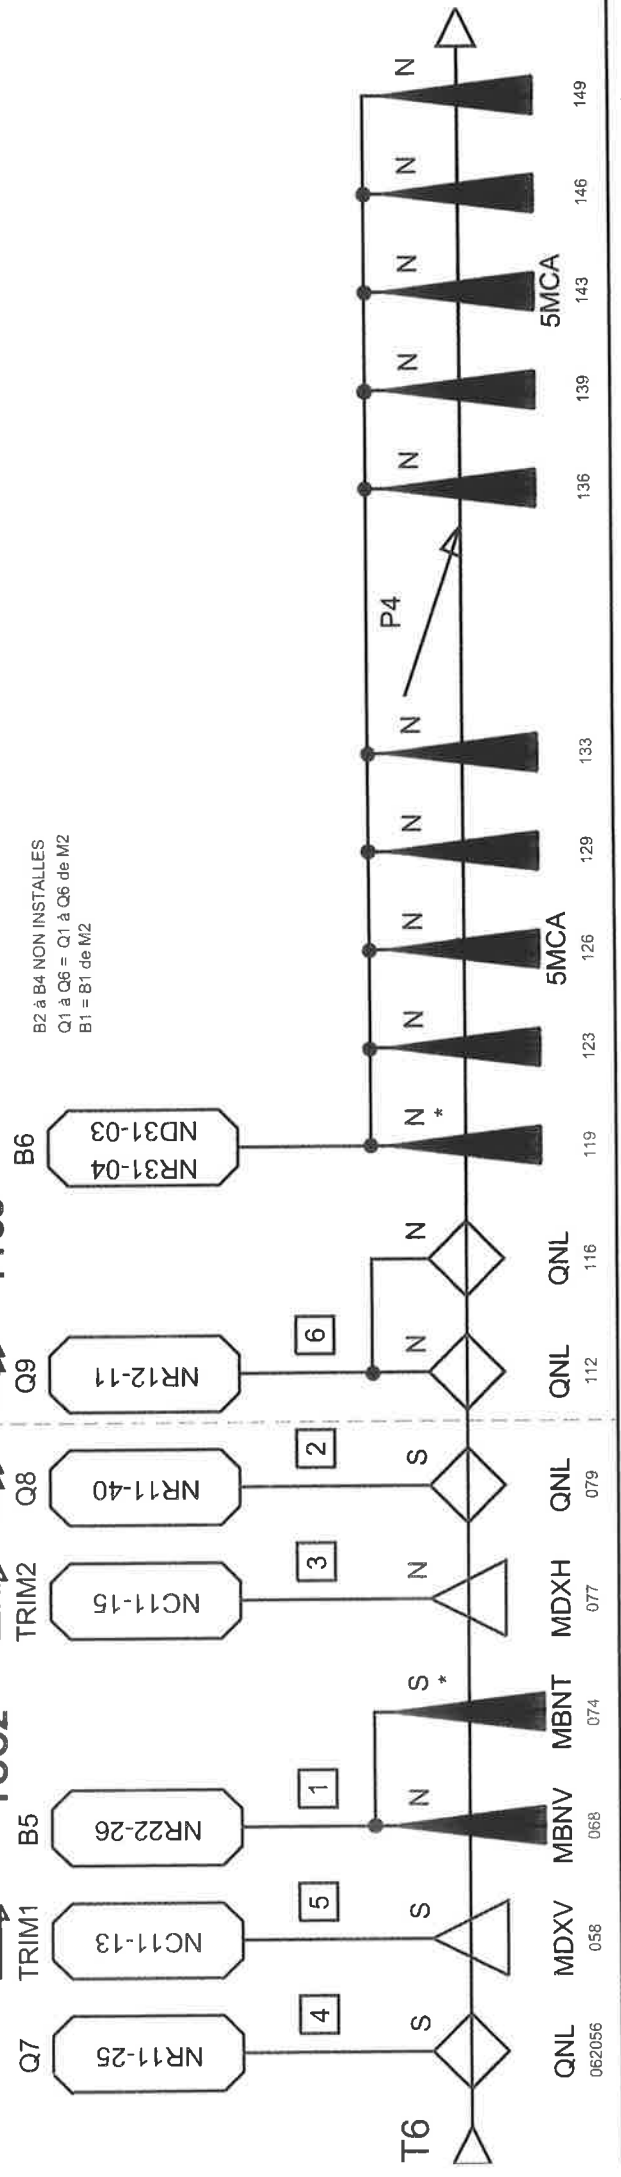 Q7
TRIM1
B5
TRIM2
Q8
Q9
B6
NR11-25
NC11-13
NR22-26
NC11-15
NR11-40
NR12-11
NR31-04
ND31-03
B2 à B4 NON INSTALLES
Q1 à Q6 = Q1 à Q6 de M2
B1 = B1 de M2
4
5
1
3
2
6
P4
S
S
N
S
*
N
S
N
N
N
*
N
N
N
N
N
N
N
N
N
T6
QNL
MDXV
MBNV
MBNT
MDXH
QNL
QNL
QNL
5MCA
5MCA
062056
058
068
074
077
079
112
116
119
123
126
129
133
136
139
143
146
149